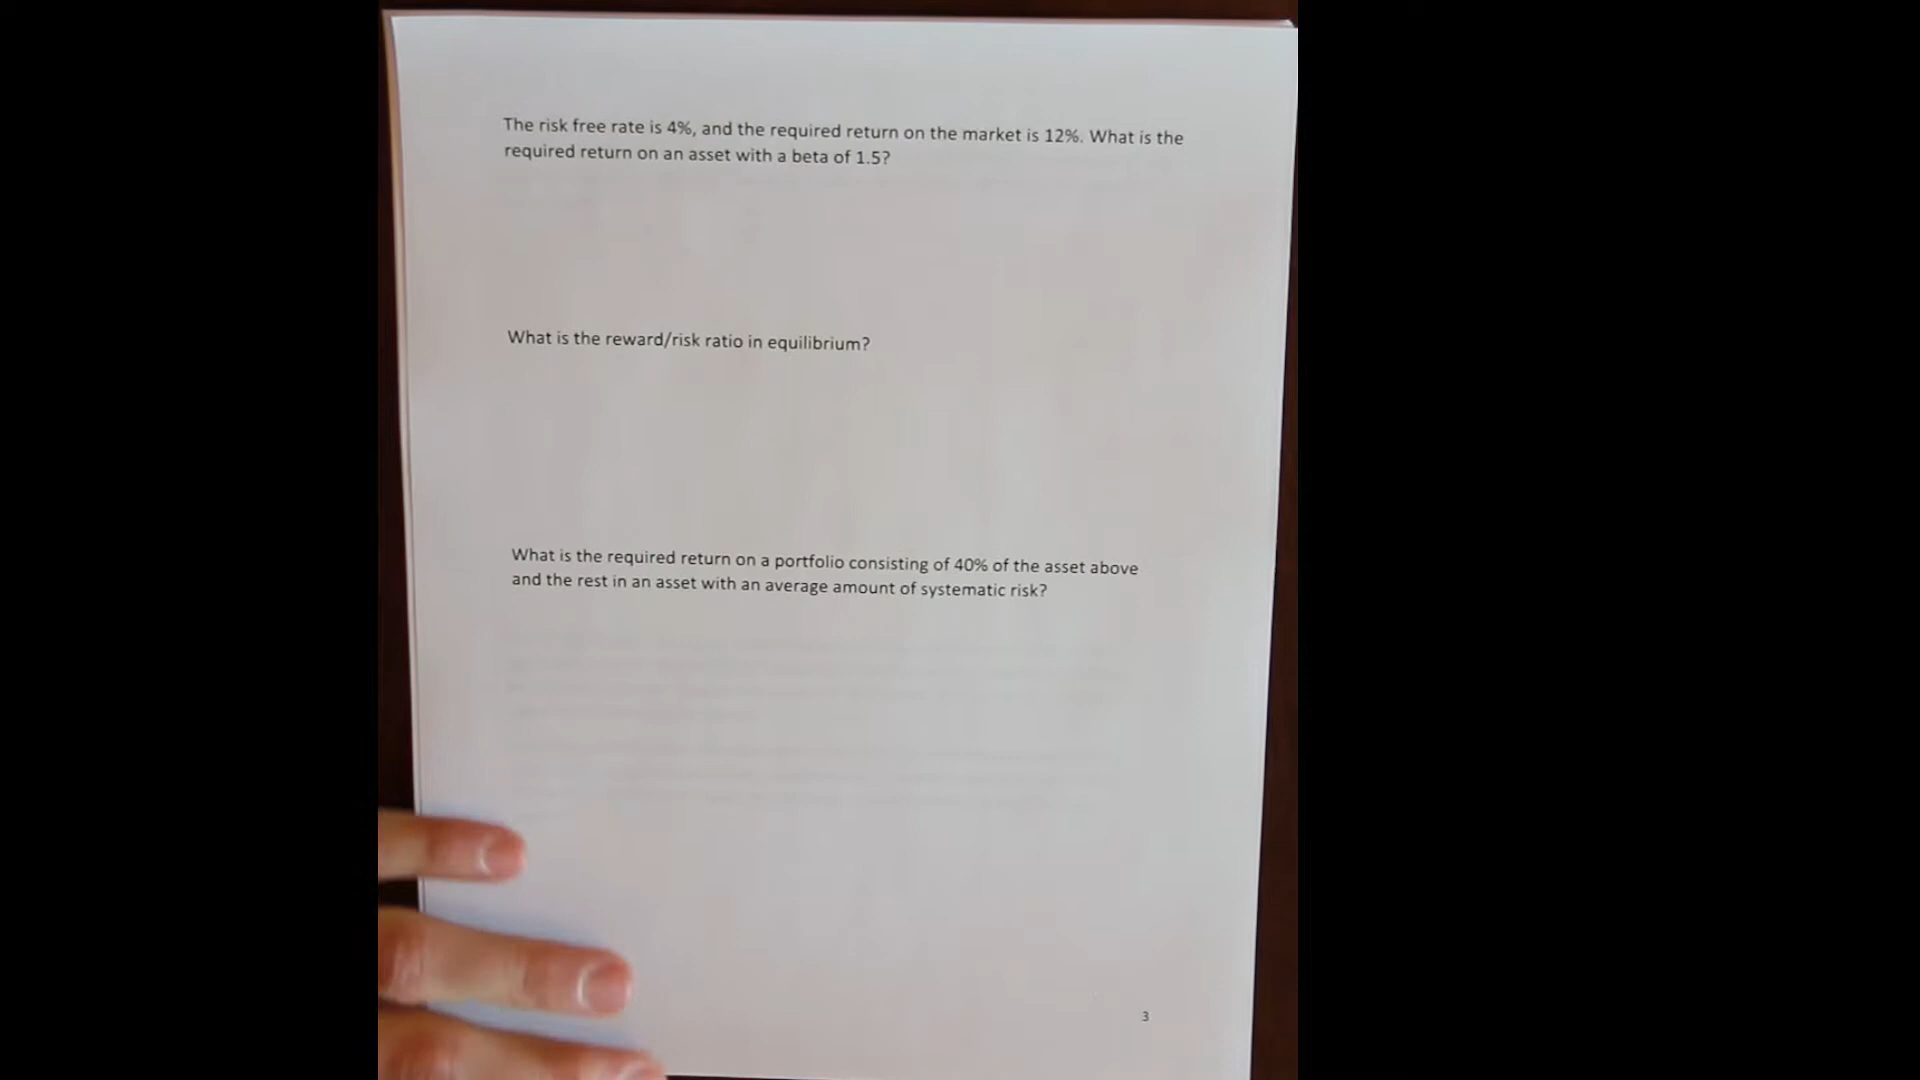 The risk free rate is 4%, and the required return on the market is 12%. What is the
required return on an asset with a beta of 1.5?
What is the reward/risk ratio in equilibrium?
What is the required return on a portfolio consisting of 40% of the asset above
and the rest in an asset with an average amount of systematic risk?
3